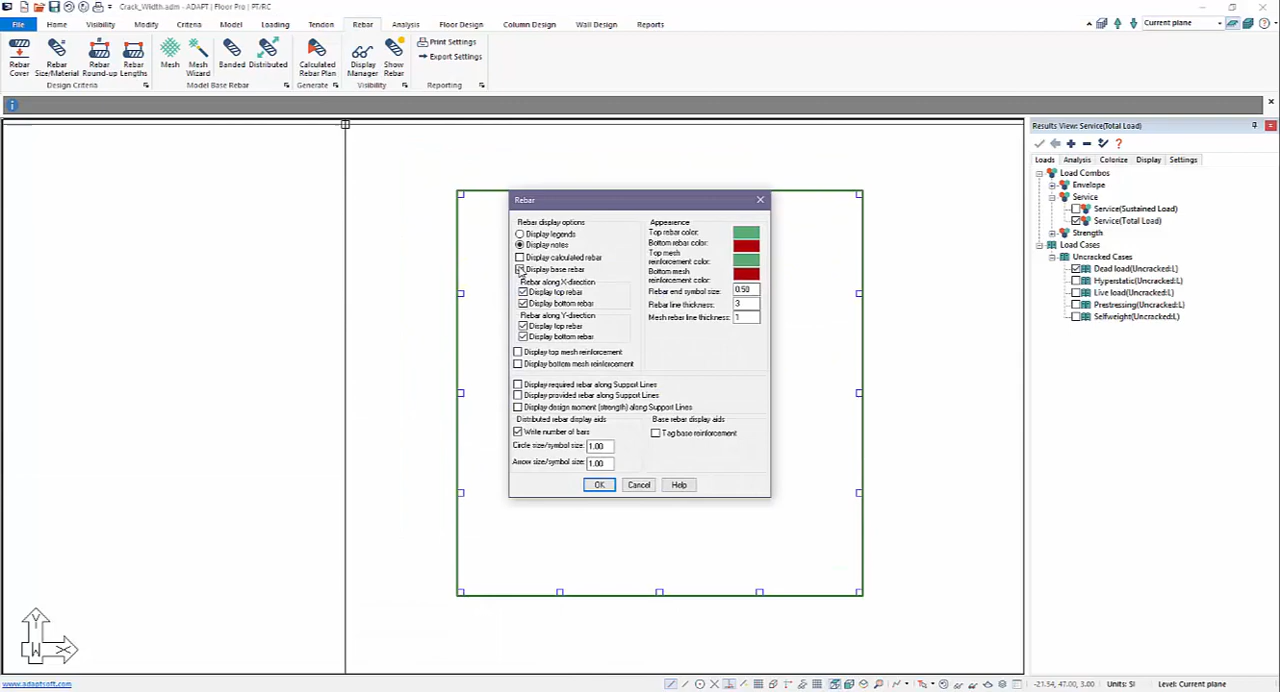 Crack_Width.adm - ADAPT | Floor Pro | PT/RC
File Home Visibility Modify Criteria Model Loading Tendon Rebar Analysis Floor Design Column Design Wall Design Reports
Current plane
Rebar Cover
Rebar Size/Material
Rebar Round-up
Rebar Lengths
Mesh
Mesh Wizard
Banded
Distributed
Calculated Rebar Plan
Display Manager
Show Rebar
Print Settings
Export Settings
Design Criteria Model Base Rebar Generate Visibility Reporting
Results View: Service(Total Load)
Loads Analysis Colorize Display Settings
Load Combos
Envelope
Service
Service(Sustained Load)
Service(Total Load)
Strength
Load Cases
Uncracked Cases
Dead load(Uncracked:L)
Hyperstatic(Uncracked:L)
Live load(Uncracked:L)
Prestressing(Uncracked:L)
Selfweight(Uncracked:L)
Rebar
Rebar display options
Display legends
Display notes
Display calculated rebar
Display base rebar
Rebar along X-direction
Display top rebar
Display bottom rebar
Rebar along Y-direction
Display top rebar
Display bottom rebar
Display top mesh reinforcement
Display bottom mesh reinforcement
Appearance
Top rebar color:
Bottom rebar color:
Top mesh reinforcement color:
Bottom mesh reinforcement color:
Rebar end symbol size: 0.50
Rebar line thickness: 3
Mesh rebar line thickness: 1
Display required rebar along Support Lines
Display provided rebar along Support Lines
Display design moment (strength) along Support Lines
Distributed rebar display aids
Write number of bars
Circle size/symbol size: 1.00
Arrow size/symbol size: 1.00
Base rebar display aids
Tag base reinforcement
OK Cancel Help
Y
W X
www.adaptsoft.com
-21.54, 47.00, 3.00 Units: SI Level: Current plane